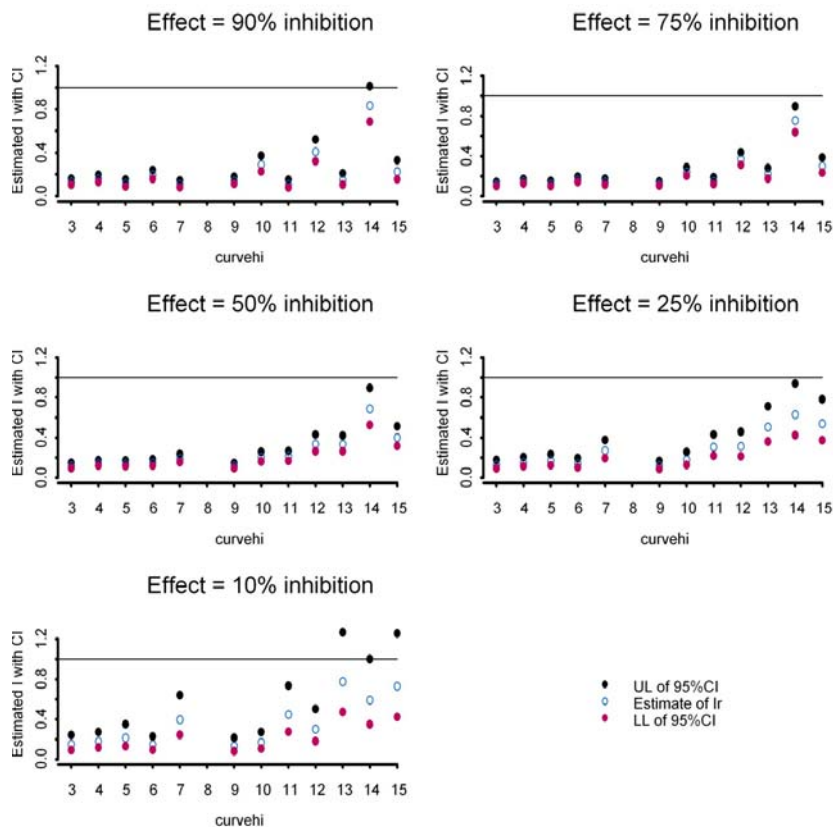 Effect = 90% inhibition
Estimated I with CI
0.0 0.4 0.8 1.2
3 4 5 6 7 8 9 10 11 12 13 14 15
curvehi
Effect = 75% inhibition
Estimated I with CI
0.0 0.4 0.8 1.2
3 4 5 6 7 8 9 10 11 12 13 14 15
curvehi
Effect = 50% inhibition
Estimated I with CI
0.0 0.4 0.8 1.2
3 4 5 6 7 8 9 10 11 12 13 14 15
curvehi
Effect = 25% inhibition
Estimated I with CI
0.0 0.4 0.8 1.2
3 4 5 6 7 8 9 10 11 12 13 14 15
curvehi
Effect = 10% inhibition
Estimated I with CI
0.0 0.4 0.8 1.2
3 4 5 6 7 8 9 10 11 12 13 14 15
curvehi
UL of 95%CI
Estimate of Ir
LL of 95%CI